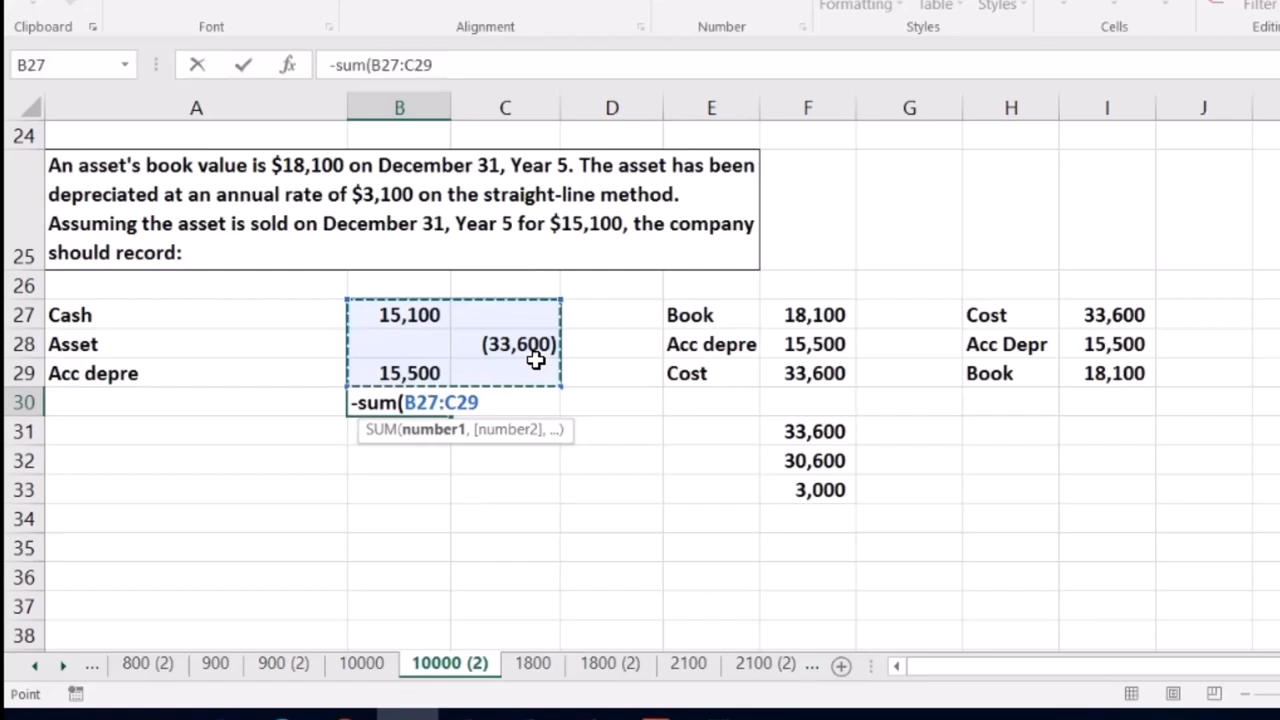 Formatting Table Styles Filter
Clipboard Font Alignment Number Styles Cells
B27 fx -sum(B27:C29
A B C D E F G H I J
24
An asset's book value is $18,100 on December 31, Year 5. The asset has been
depreciated at an annual rate of $3,100 on the straight-line method.
Assuming the asset is sold on December 31, Year 5 for $15,100, the company
25 should record:
26
27 Cash 15,100 Book 18,100 Cost 33,600
28 Asset (33,600) Acc depre 15,500 Acc Depr 15,500
29 Acc depre 15,500 Cost 33,600 Book 18,100
30 -sum(B27:C29
31 SUM(number1, [number2], ...) 33,600
32 30,600
33 3,000
34
35
36
37
38
... 800 (2) 900 900 (2) 10000 10000 (2) 1800 1800 (2) 2100 2100 (2) ...
Point